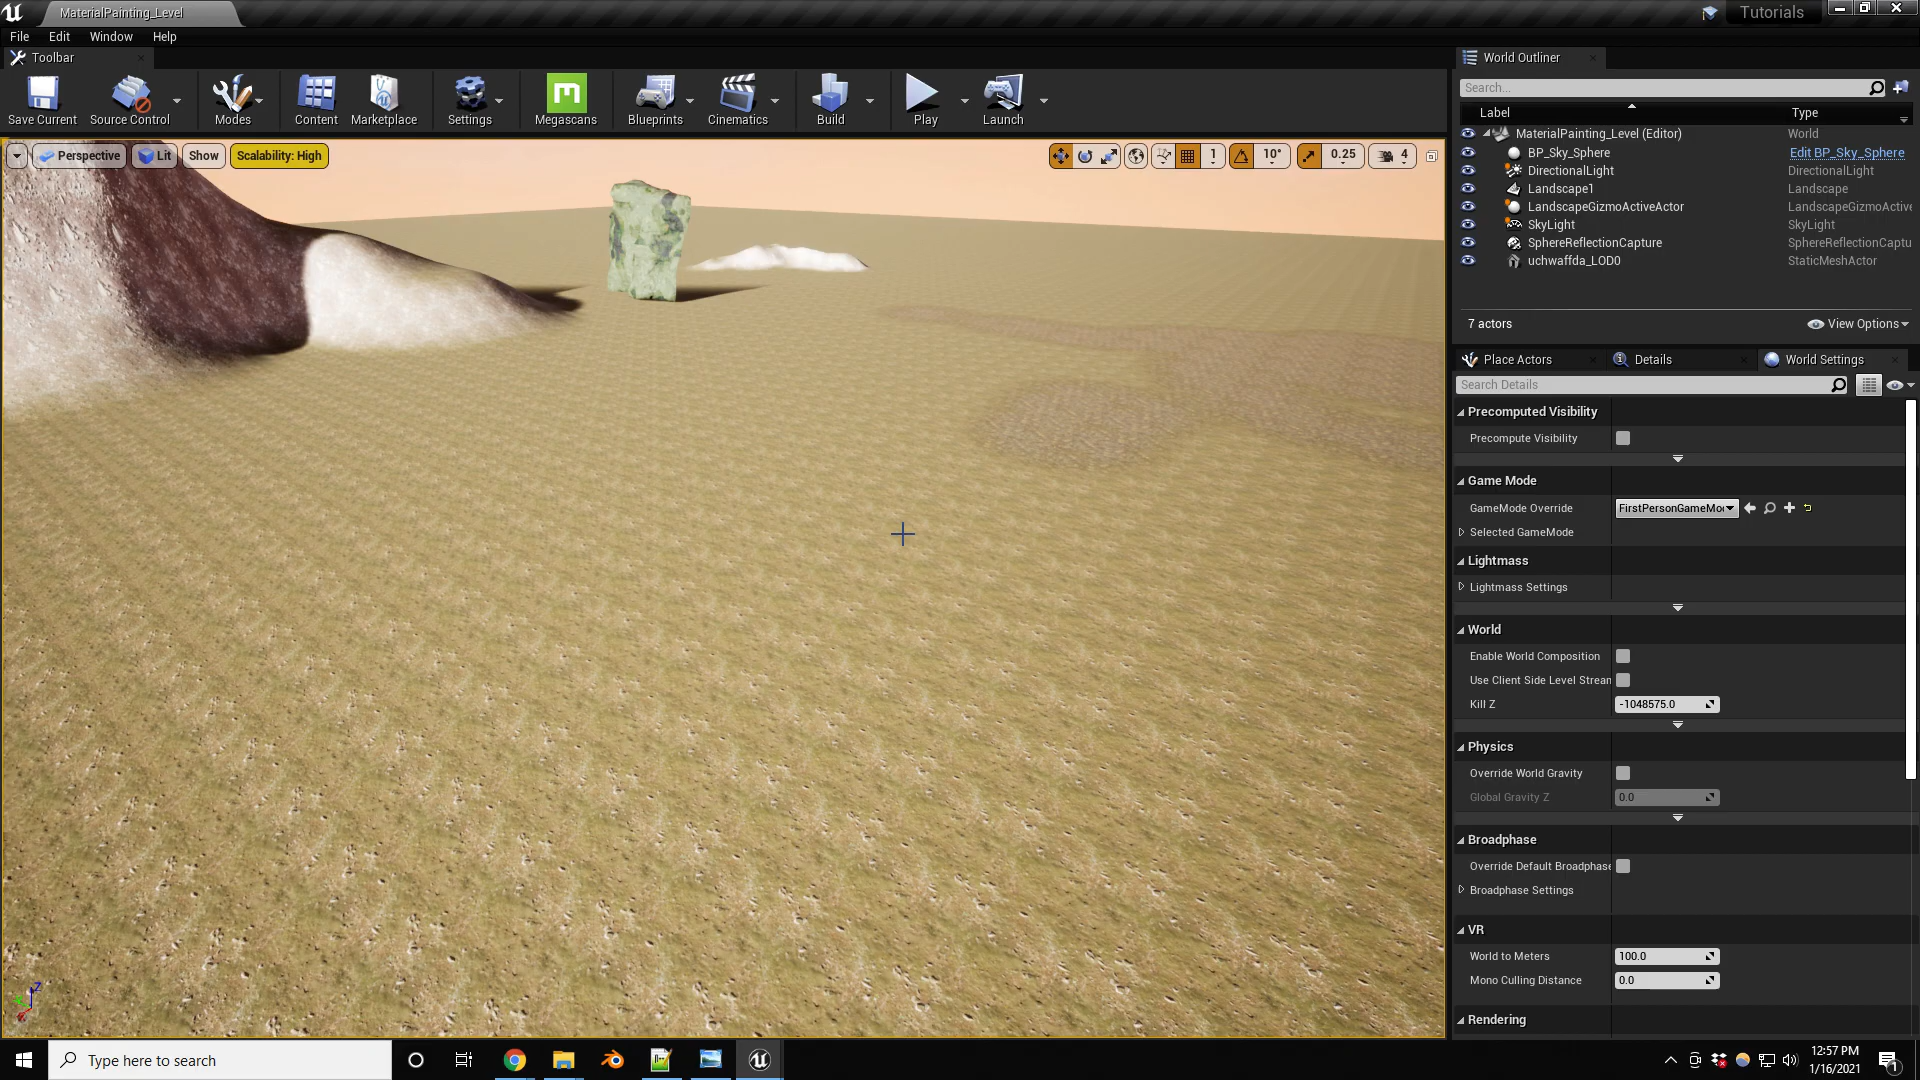 MaterialPainting_Level
Tutorials
File Edit Window Help
Toolbar
Save Current Source Control Modes Content Marketplace Settings Megascans Blueprints Cinematics Build Play Launch
Perspective Lit Show Scalability: High
1 10° 0.25 4
World Outliner
Search...
Label Type
MaterialPainting_Level (Editor) World
BP_Sky_Sphere Edit BP_Sky_Sphere
DirectionalLight DirectionalLight
Landscape1 Landscape
LandscapeGizmoActiveActor LandscapeGizmoActive
SkyLight SkyLight
SphereReflectionCapture SphereReflectionCaptu
uchwaffda_LOD0 StaticMeshActor
7 actors View Options
Place Actors Details World Settings
Search Details
Precomputed Visibility
Precompute Visibility
Game Mode
GameMode Override FirstPersonGameMo
Selected GameMode
Lightmass
Lightmass Settings
World
Enable World Composition
Use Client Side Level Strean
Kill Z -1048575.0
Physics
Override World Gravity
Global Gravity Z 0.0
Broadphase
Override Default Broadphase
Broadphase Settings
VR
World to Meters 100.0
Mono Culling Distance 0.0
Rendering
Z
Type here to search
12:57 PM
1/16/2021
1